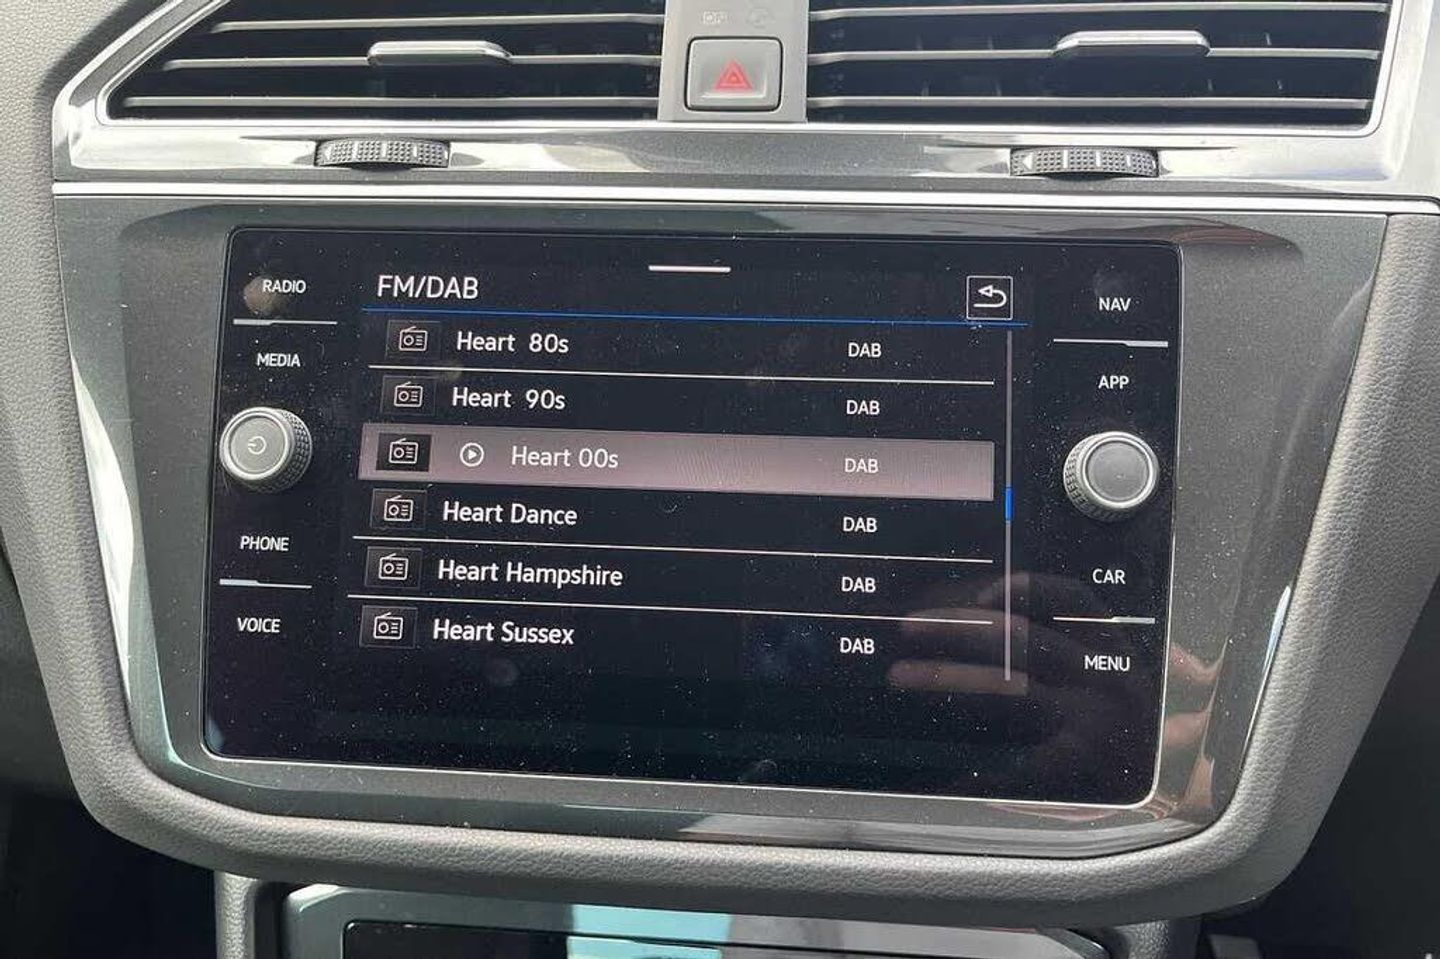 RADIO
MEDIA
PHONE
VOICE
FM/DAB
Heart 80s DAB
Heart 90s DAB
Heart 00s DAB
Heart Dance DAB
Heart Hampshire DAB
Heart Sussex DAB
NAV
APP
CAR
MENU